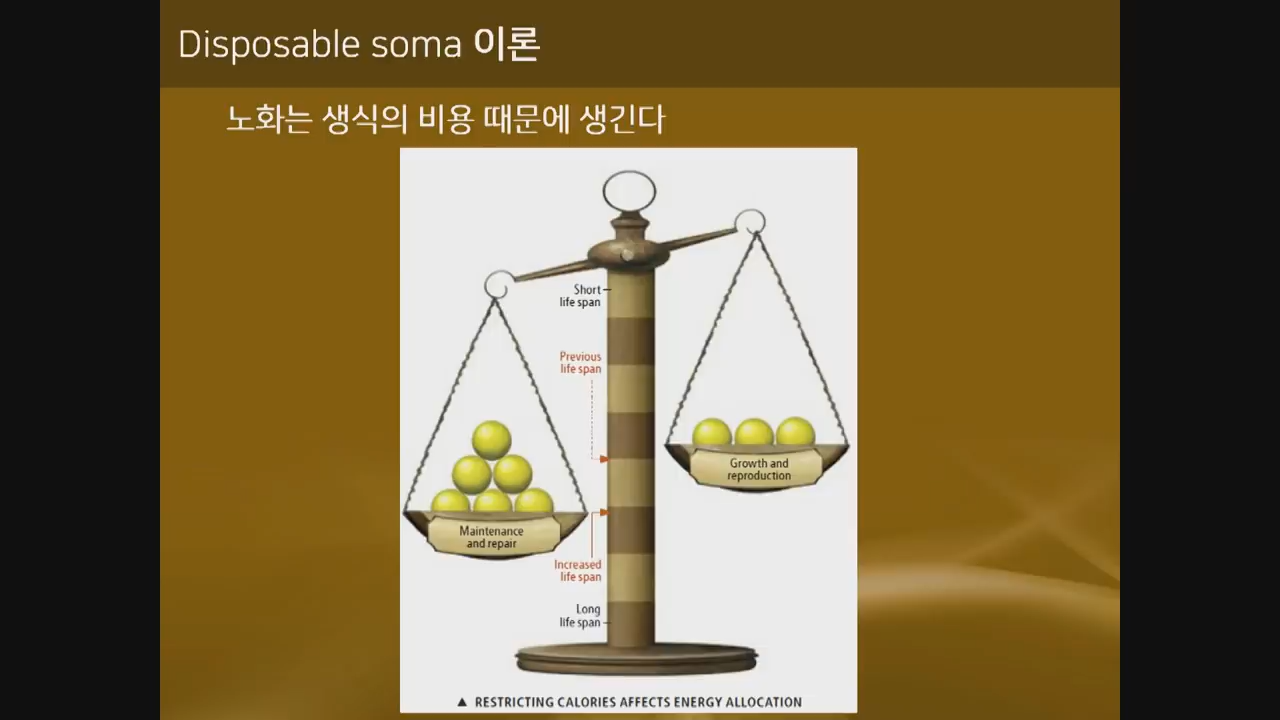 Disposable soma 이론
노화는 생식의 비용 때문에 생긴다
Short
life span
Previous
life span
Growth and
reproduction
Maintenance
and repair
Increased
life span
Long
life span
▲ RESTRICTING CALORIES AFFECTS ENERGY ALLOCATION